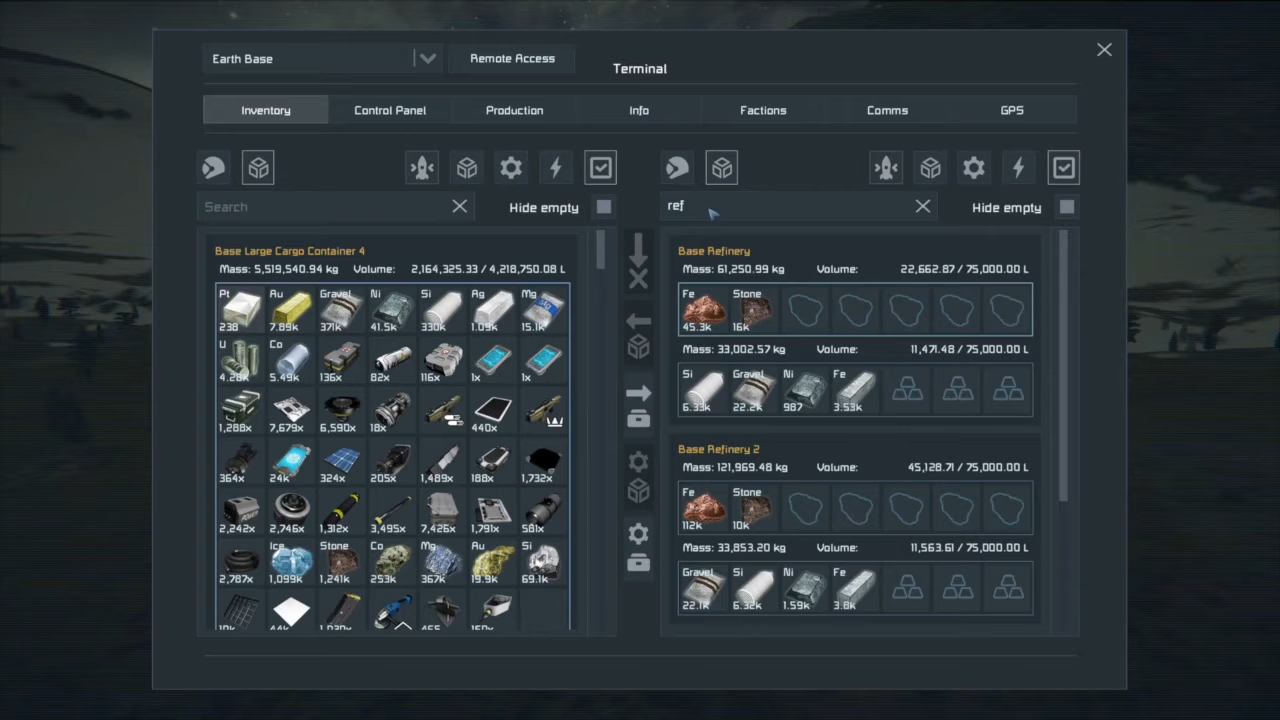 Earth Base
Remote Access
Terminal
Inventory Control Panel Production Info Factions Comms GPS
Search
Hide empty
ref
Hide empty
Base Large Cargo Container 4
Mass: 5,519,540.94 kg Volume: 2,164,325.33 / 4,218,750.08 L
Pt Au Gravel Ni Si Ag Mg
238 7.89k 371k 41.5k 330k 1.09k 15.1k
U Co
4.28k 5.49k 136x 82x 116x 1x 1x
1,288x 7,679x 6,590x 18x 440x
364x 24k 324x 205x 1,489x 188x 1,732x
2,242x 2,746x 1,312x 3,495x 7,426x 1,791x 581x
Ice Stone Co Mg Au Si
2,787x 1,099k 1,241k 253k 367k 19.9k 69.1k
Base Refinery
Mass: 61,250.99 kg Volume: 22,662.87 / 75,000.00 L
Fe Stone
45.3k 16k
Mass: 33,002.57 kg Volume: 11,471.48 / 75,000.00 L
Si Gravel Ni Fe
6.33k 22.2k 987 3.53k
Base Refinery 2
Mass: 121,969.48 kg Volume: 45,128.71 / 75,000.00 L
Fe Stone
112k 10k
Mass: 33,853.20 kg Volume: 11,563.61 / 75,000.00 L
Gravel Si Ni Fe
22.1k 6.32k 1.59k 3.8k